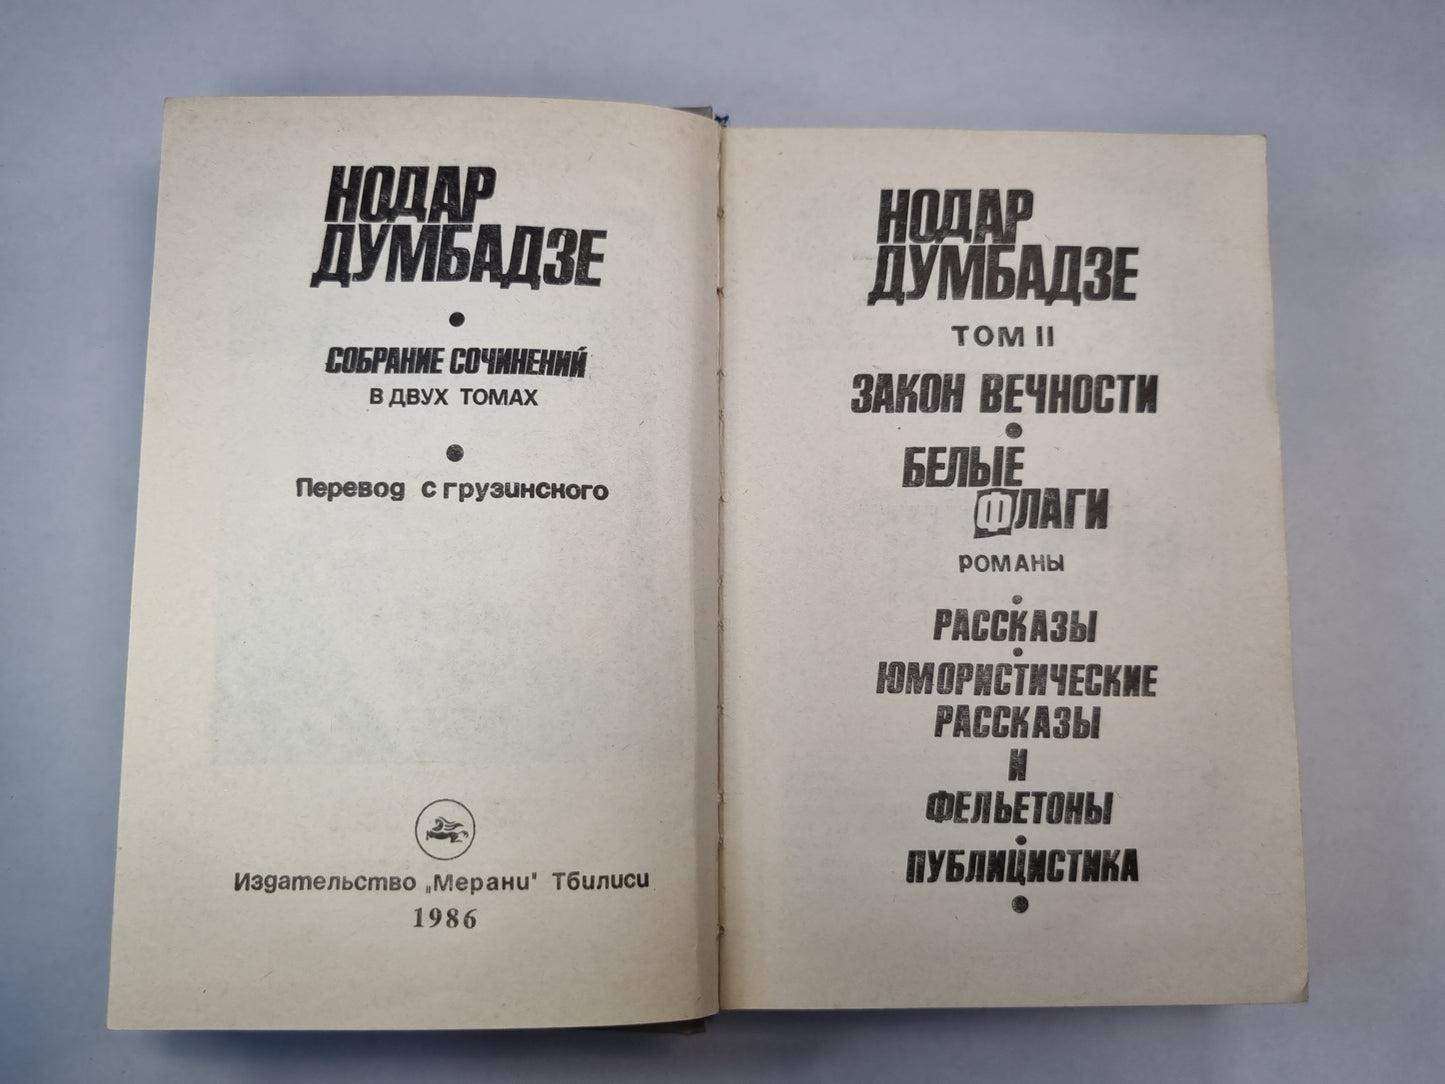 НОДАР
ДУМБАДЗЕ
СОБРАНИЕ СОЧИНЕНИЙ
В ДВУХ ТОМАХ
Перевод с грузинского
Издательство „Мерани" Тбилиси
1986
НОДАР
ДУМБАДЗЕ
ТОМ II
ЗАКОН ВЕЧНОСТИ
БЕЛЫЕ
ФЛАГИ
РОМАНЫ
РАССКАЗЫ
ЮМОРИСТИЧЕСКИЕ
РАССКАЗЫ
И
ФЕЛЬЕТОНЫ
ПУБЛИЦИСТИКА